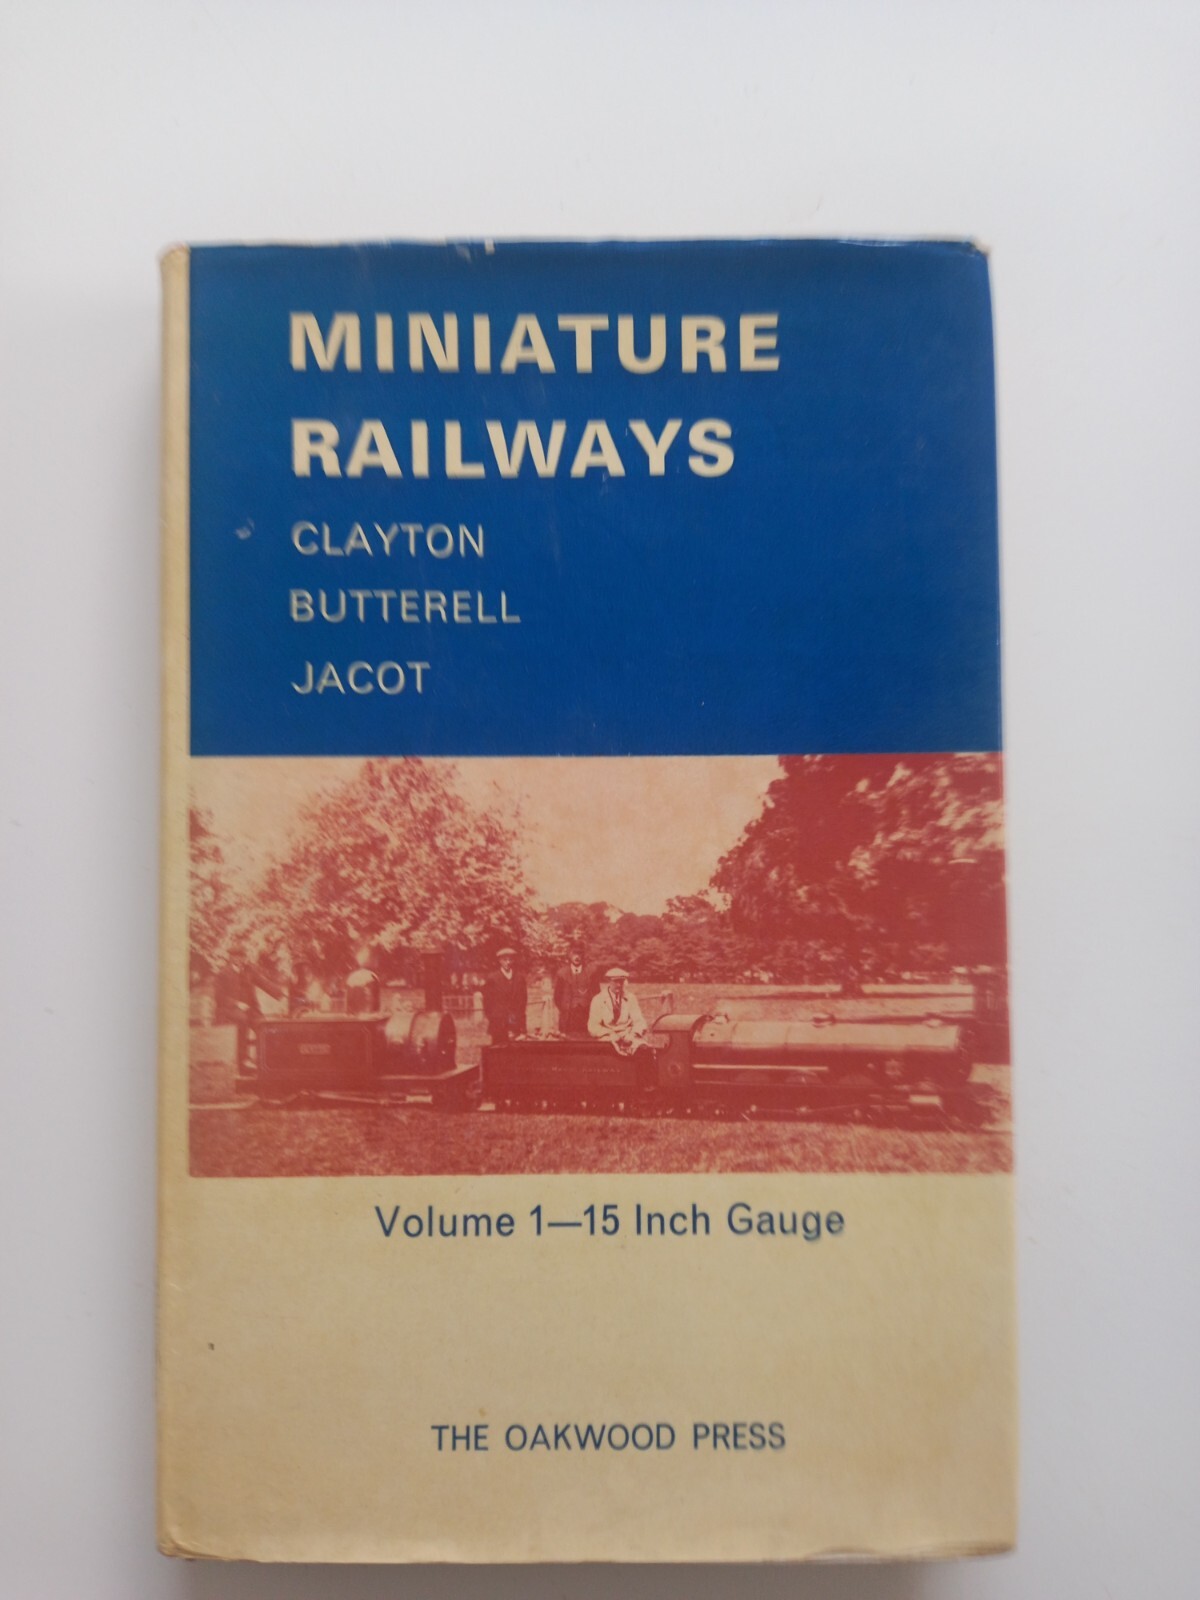 MINIATURE
RAILWAYS
CLAYTON
BUTTERELL
JACOT
Volume 1—15 Inch Gauge
THE OAKWOOD PRESS